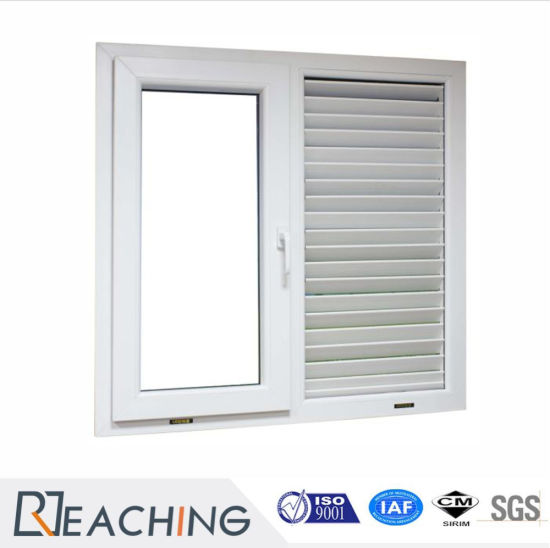 REACHING
ISO 9001
IAF
CM
SIRIM
SGS